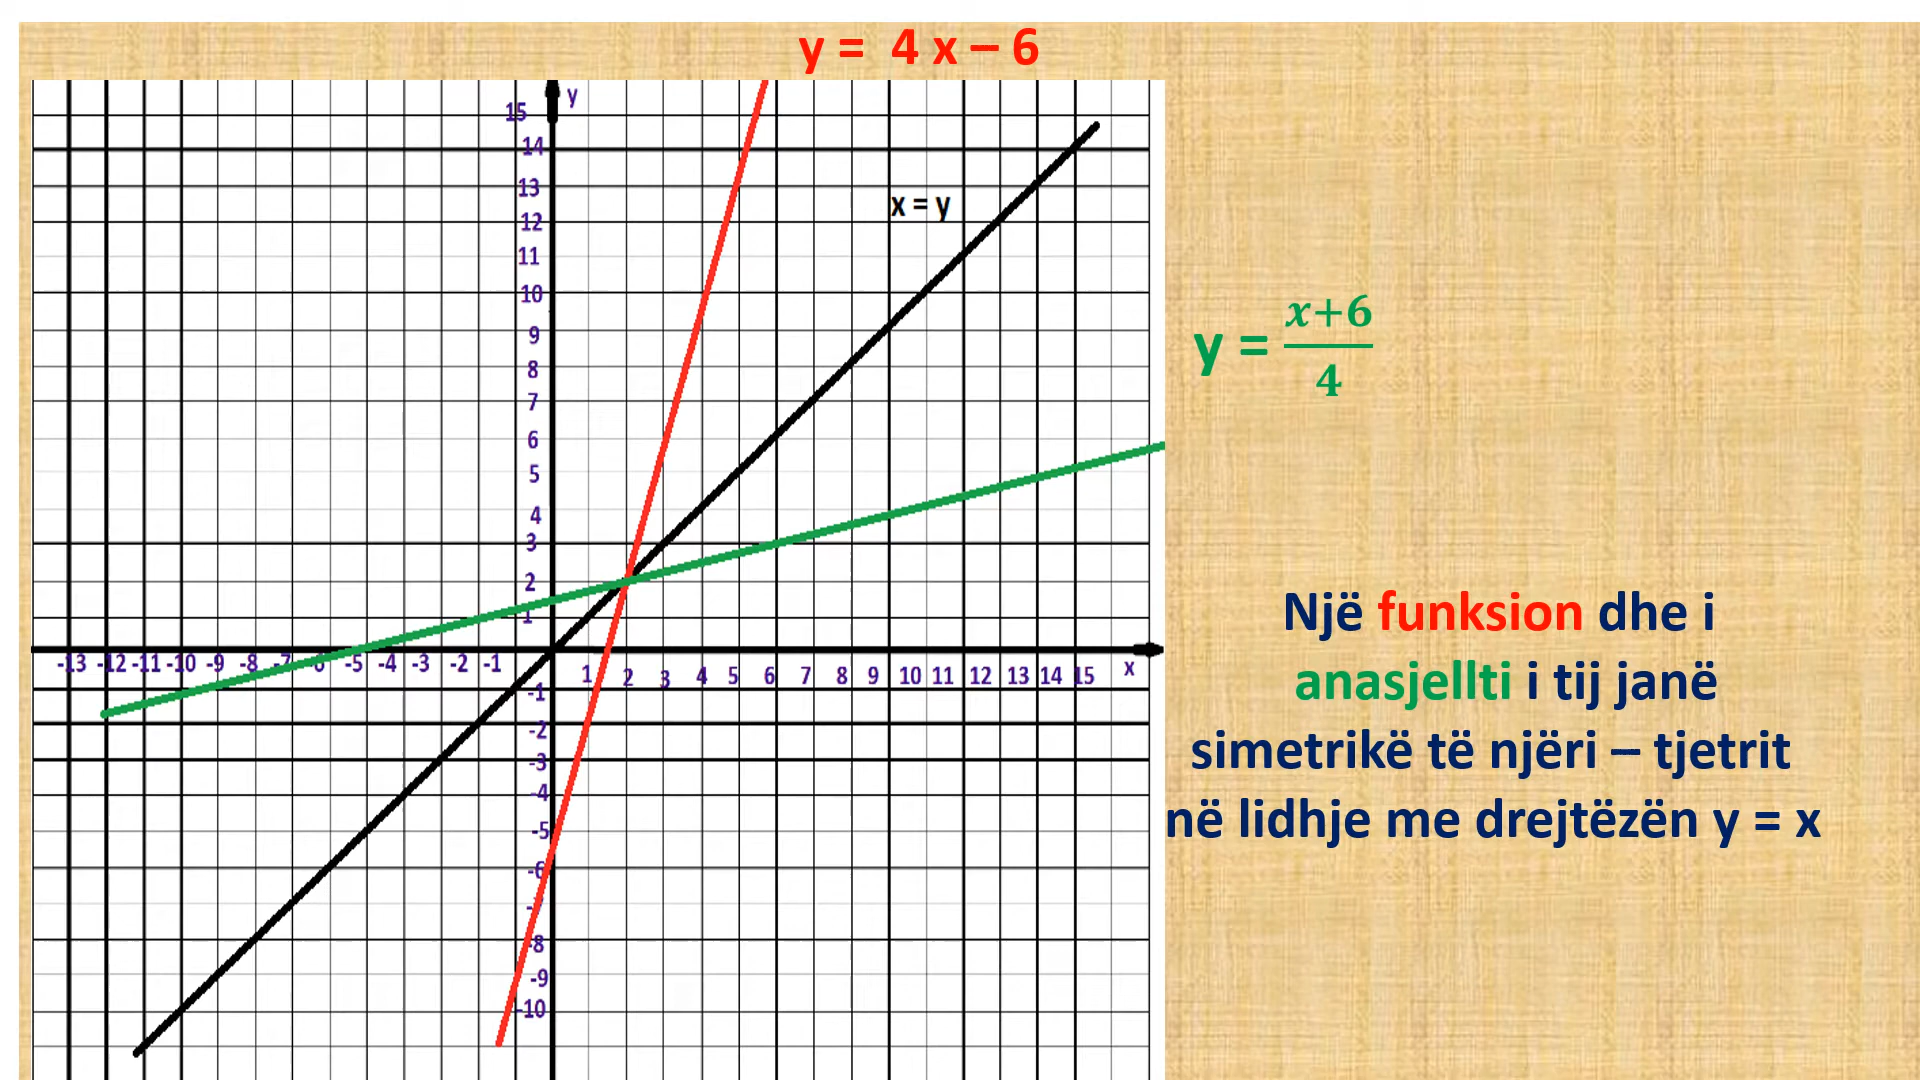 y = 4 x – 6
y
15
14
13
12
11
10
9
8
7
6
5
4
3
2
1
x = y
y = x+6
4
-13 -12 -11 -10 -9 -8 -7 -6 -5 -4 -3 -2 -1
1 2 3 4 5 6 7 8 9 10 11 12 13 14 15
x
-1
-2
-3
-4
-5
-6
-8
-9
-10
Një funksion dhe i
anasjellti i tij janë
simetrikë të njëri – tjetrit
në lidhje me drejtëzën y = x